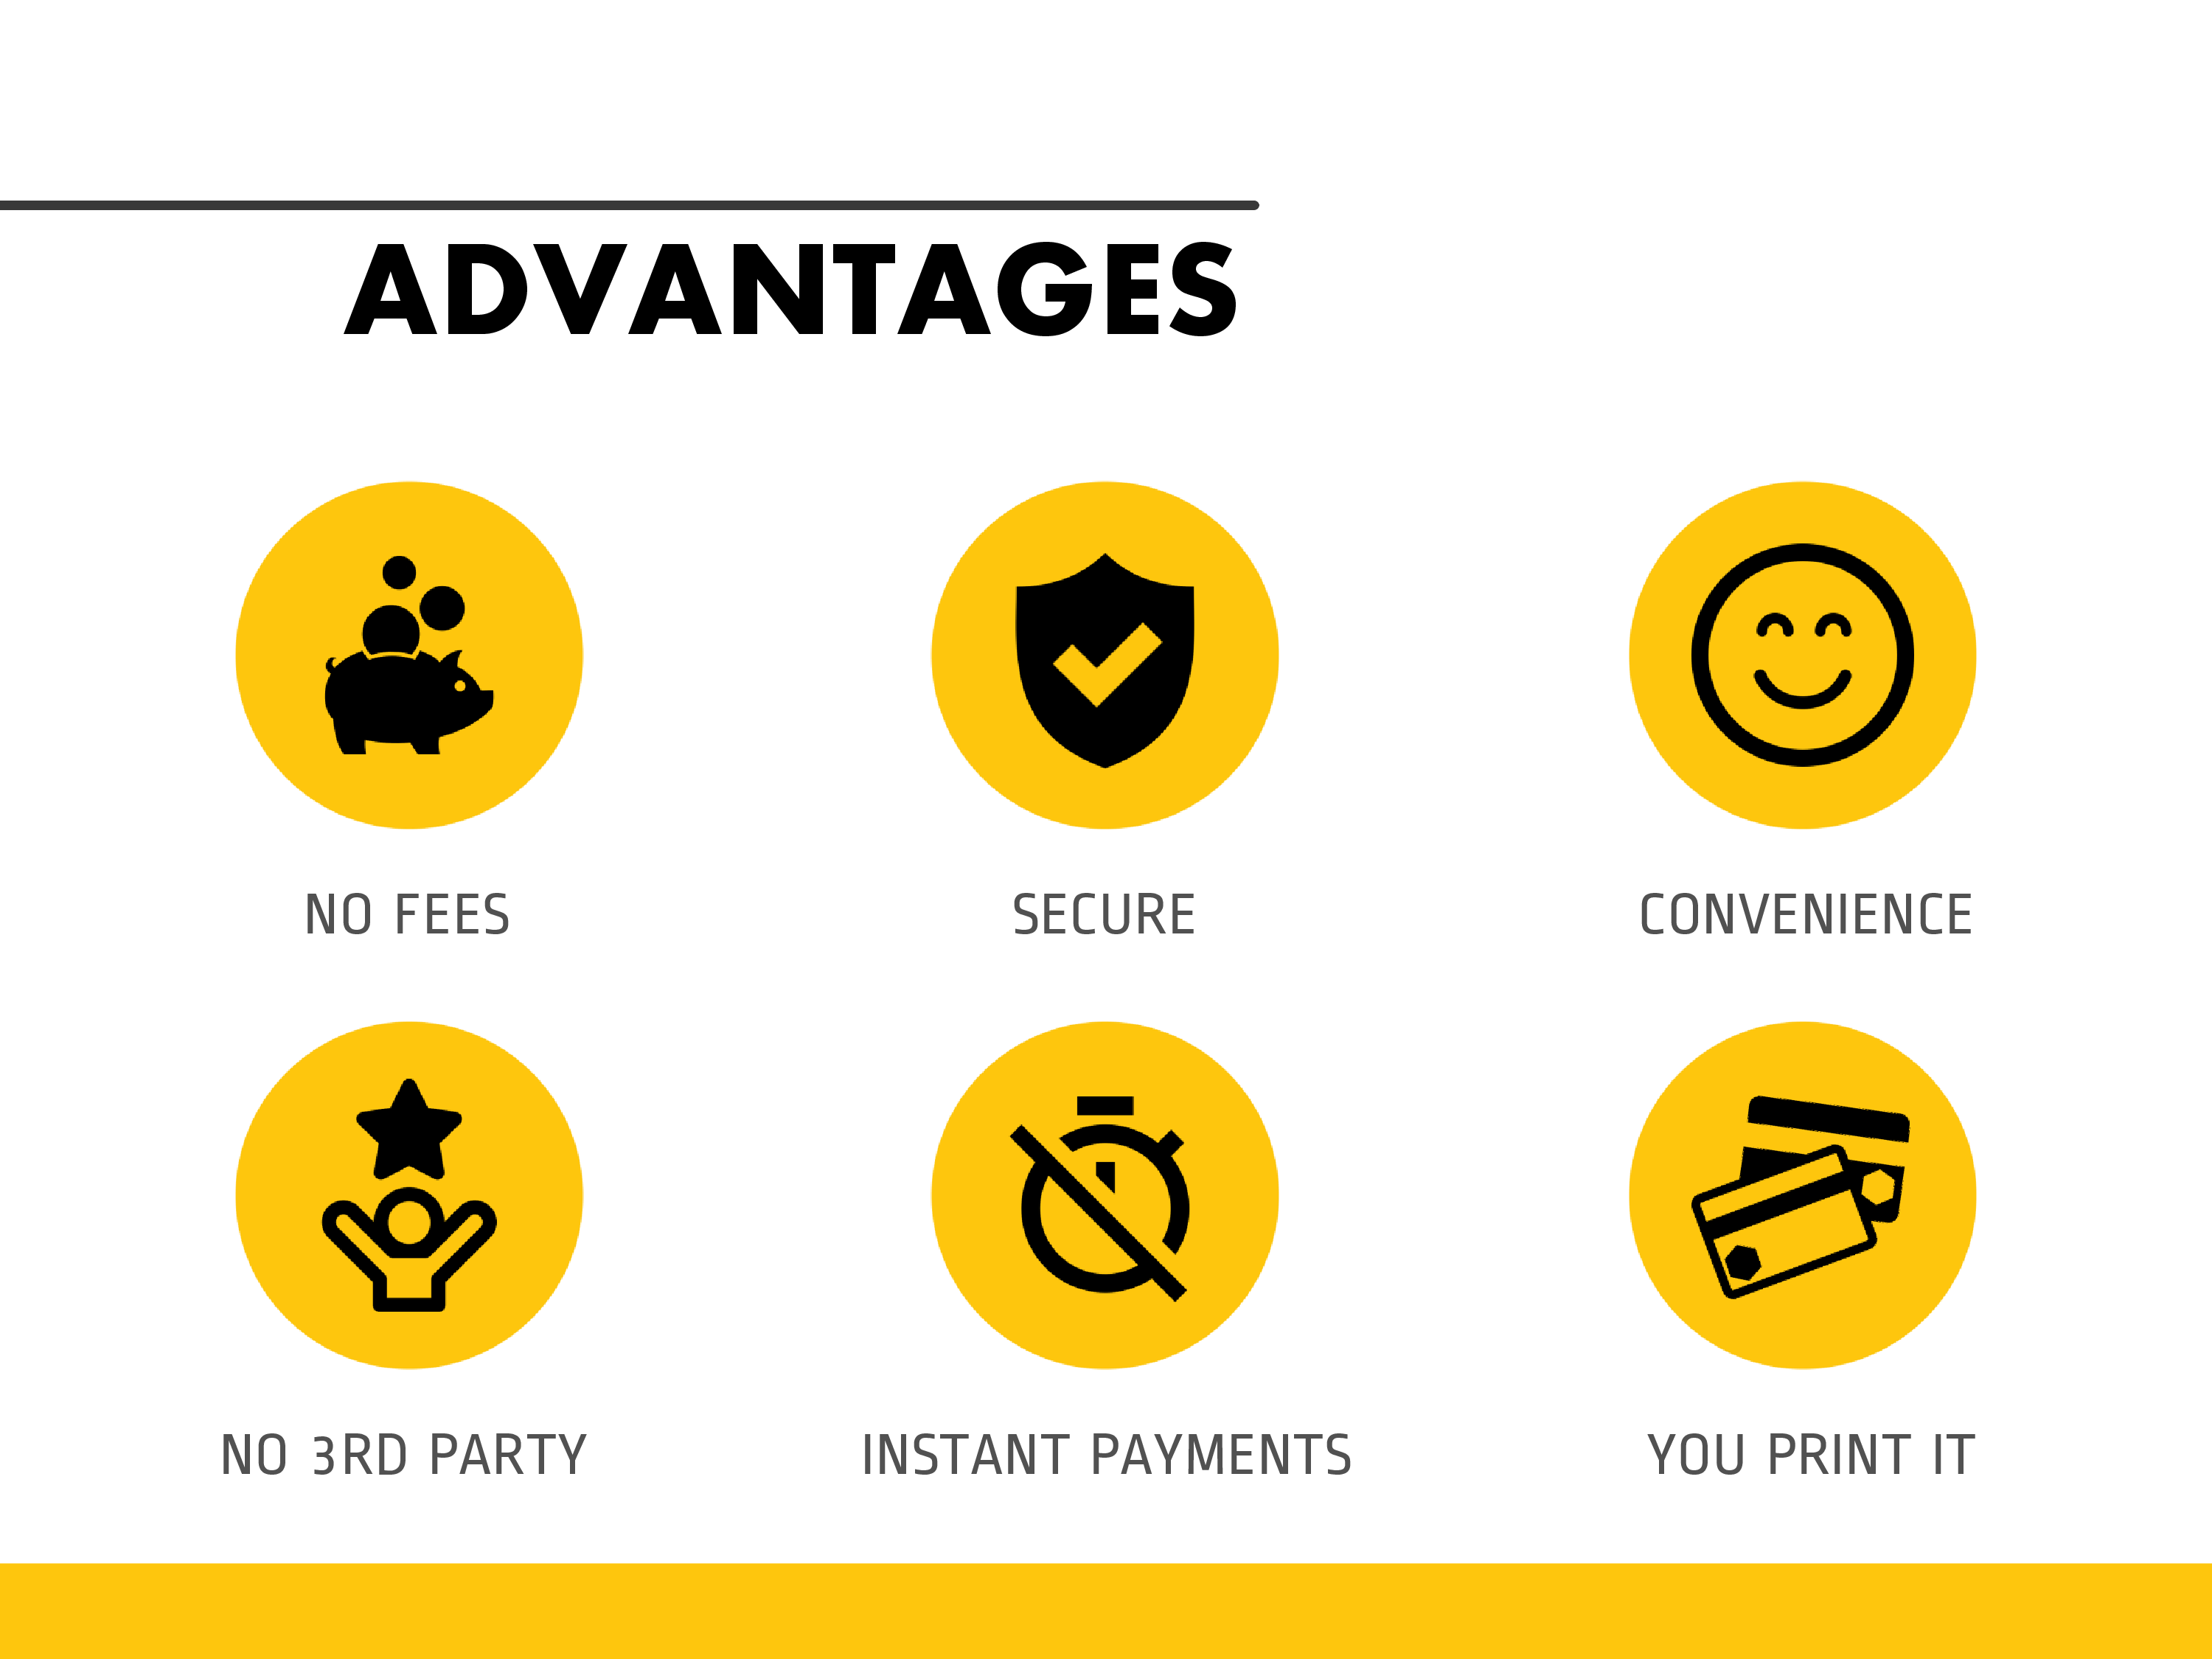 ADVANTAGES
NO FEES
SECURE
CONVENIENCE
NO 3RD PARTY
INSTANT PAYMENTS
YOU PRINT IT